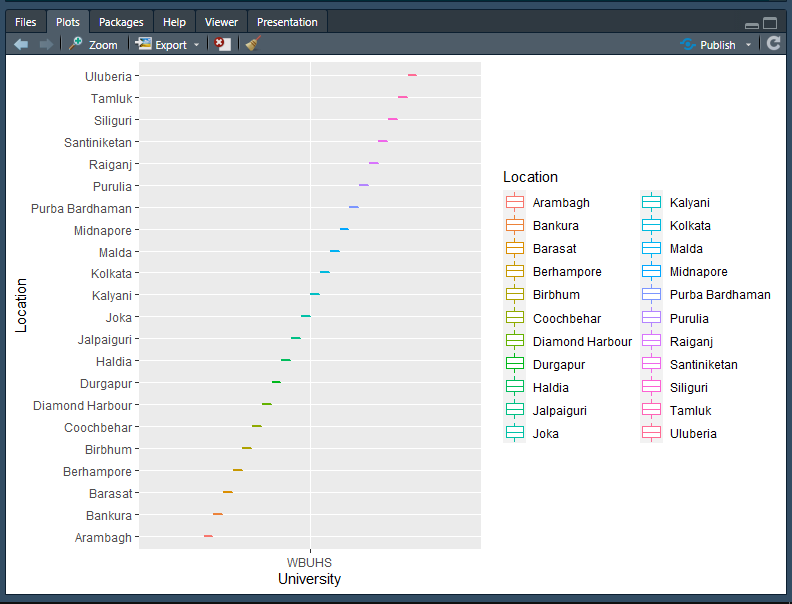 Files Plots Packages Help Viewer Presentation
Zoom Export Publish
Uluberia
Tamluk
Siliguri
Santiniketan
Raiganj
Purulia
Purba Bardhaman
Midnapore
Malda
Kolkata
Kalyani
Joka
Jalpaiguri
Haldia
Durgapur
Diamond Harbour
Coochbehar
Birbhum
Berhampore
Barasat
Bankura
Arambagh
Location
WBUHS
University
Location
Arambagh Kalyani
Bankura Kolkata
Barasat Malda
Berhampore Midnapore
Birbhum Purba Bardhaman
Coochbehar Purulia
Diamond Harbour Raiganj
Durgapur Santiniketan
Haldia Siliguri
Jalpaiguri Tamluk
Joka Uluberia